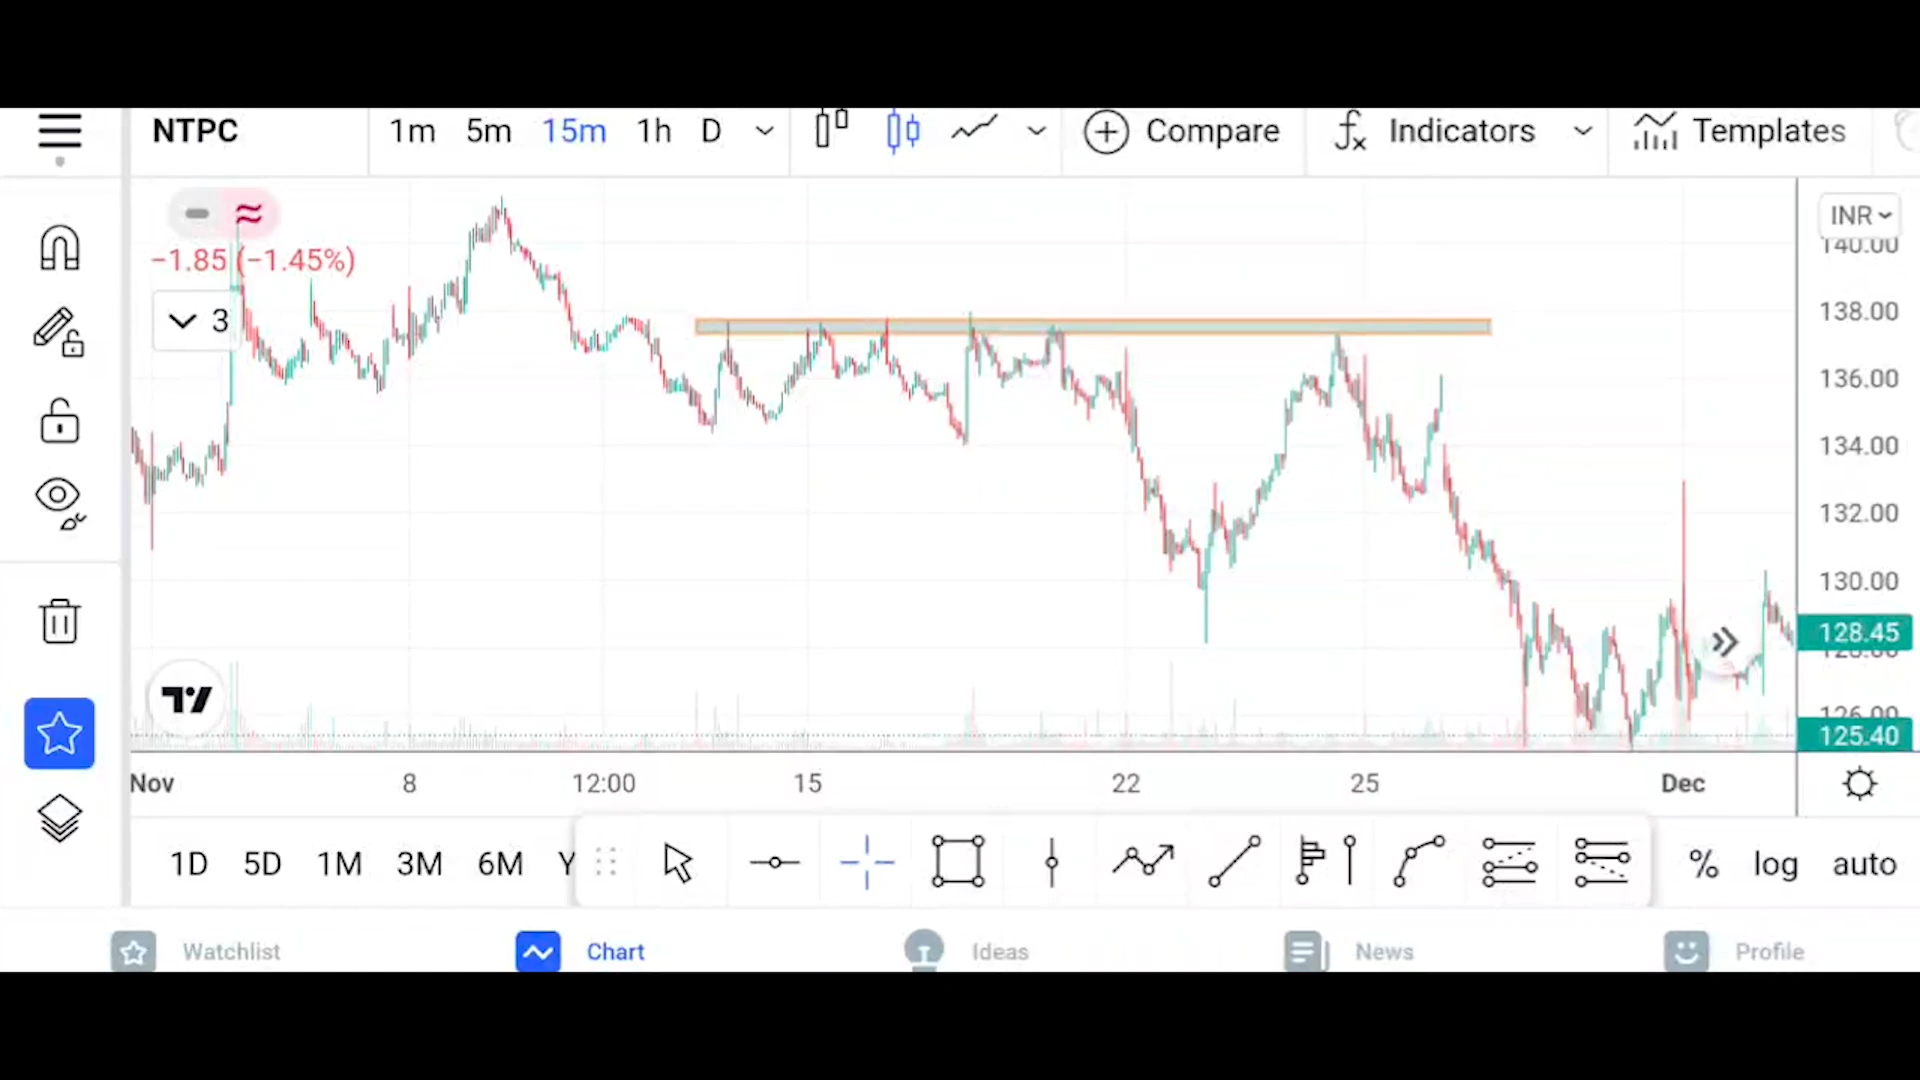 NTPC 1m 5m 15m 1h D Compare Indicators Templates
INR
140.00
−1.85 (−1.45%)
3
138.00
136.00
134.00
132.00
130.00
128.45
128.00
126.00
125.40
Nov 8 12:00 15 22 25 Dec
1D 5D 1M 3M 6M Y % log auto
Watchlist Chart Ideas News Profile